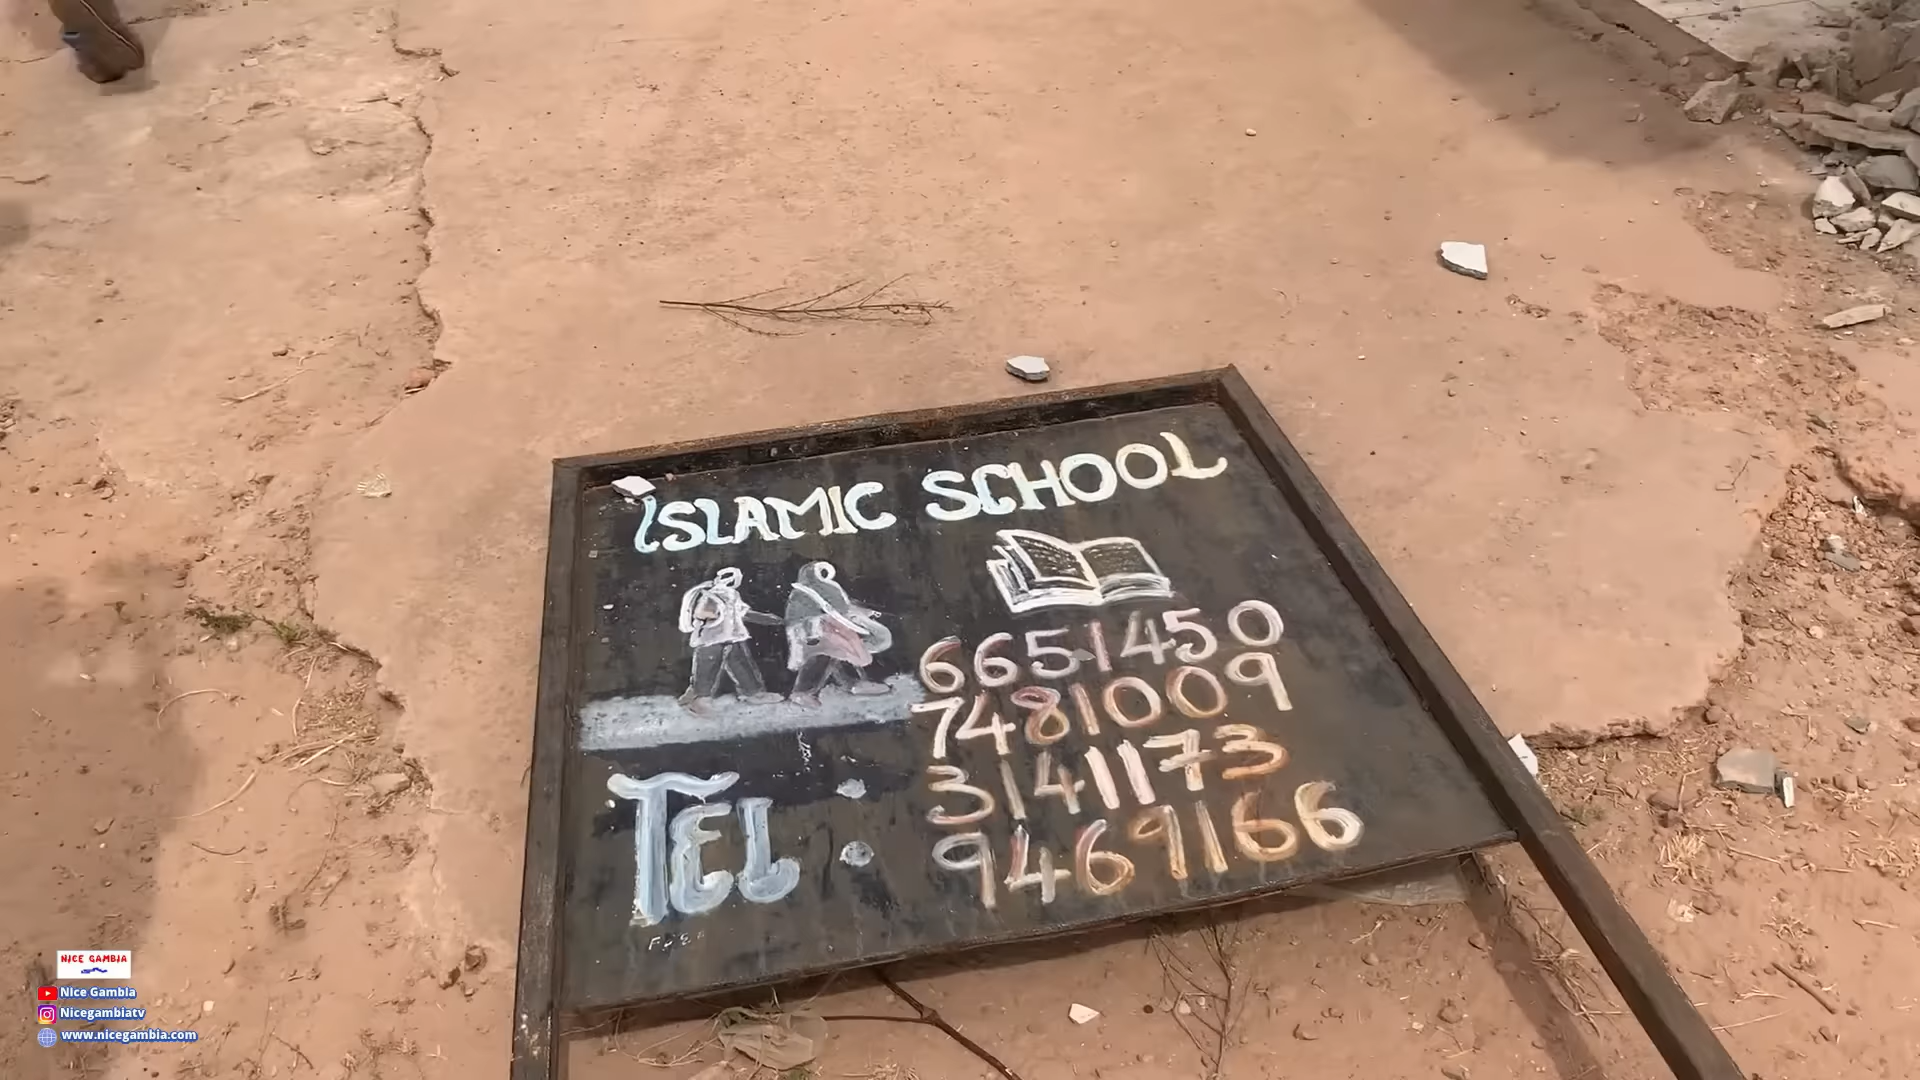 ISLAMIC SCHOOL
6651450
7481009
3141173
TEL: 9469166
NICE GAMBIA
Nice Gambia
Nicegambiatv
www.nicegambia.com